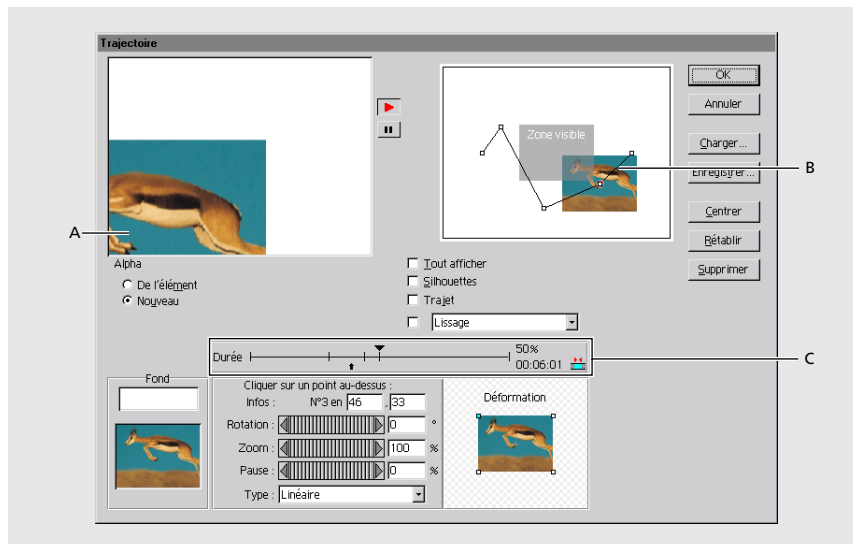 Trajectoire
OK
Annuler
Charger...
Enregistrer...
Centrer
Rétablir
Supprimer
Zone visible
A
B
Alpha
De l'élément
Nouveau
Tout afficher
Silhouettes
Trajet
Lissage
Durée
50%
00:06:01
C
Fond
Cliquer sur un point au-dessus :
Infos : N°3 en 46 , 33
Rotation : 0 °
Zoom : 100 %
Pause : 0 %
Type : Linéaire
Déformation